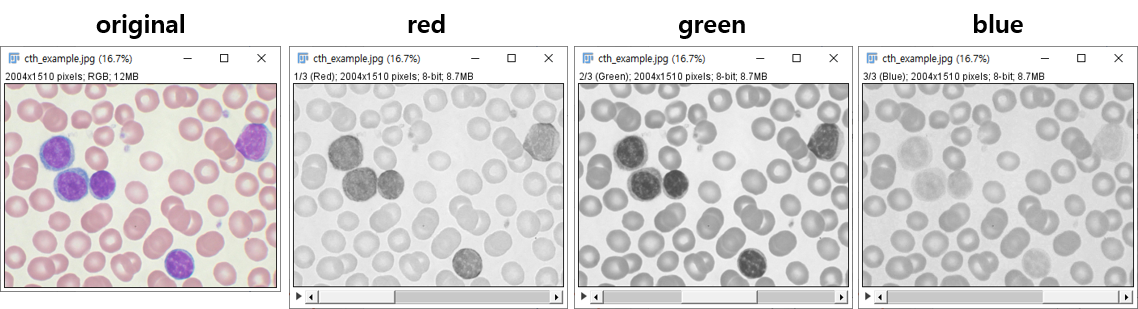 original
red
green
blue
cth_example.jpg (16.7%)
cth_example.jpg (16.7%)
cth_example.jpg (16.7%)
cth_example.jpg (16.7%)
2004x1510 pixels; RGB; 12MB
1/3 (Red); 2004x1510 pixels; 8-bit; 8.7MB
2/3 (Green); 2004x1510 pixels; 8-bit; 8.7MB
3/3 (Blue); 2004x1510 pixels; 8-bit; 8.7MB